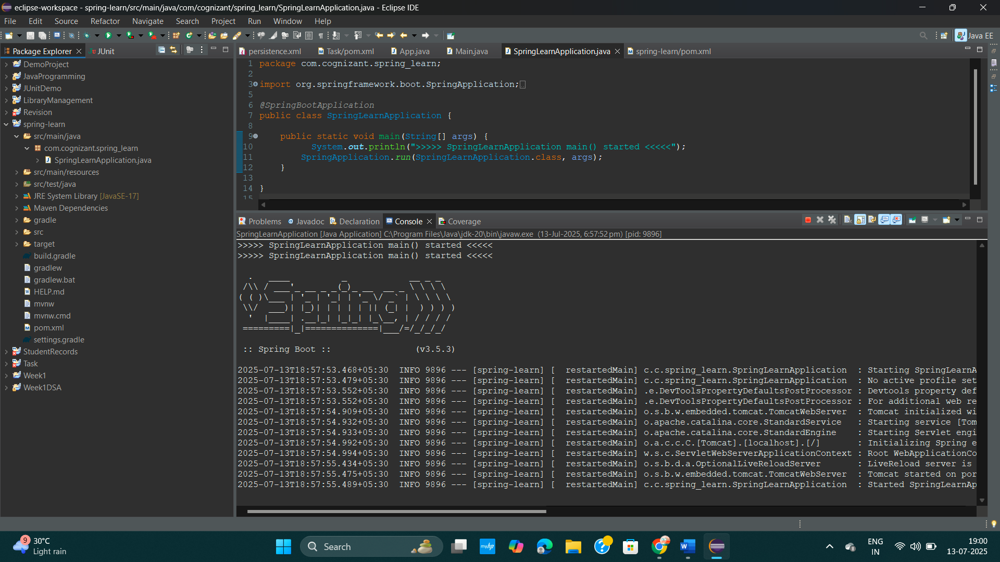 eclipse-workspace - spring-learn/src/main/java/com/cognizant/spring_learn/SpringLearnApplication.java - Eclipse IDE
File Edit Source Refactor Navigate Search Project Run Window Help
Java EE
Package Explorer JUnit
DemoProject
JavaProgramming
JUnitDemo
LibraryManagement
Revision
spring-learn
src/main/java
com.cognizant.spring_learn
SpringLearnApplication.java
src/main/resources
src/test/java
JRE System Library [JavaSE-17]
Maven Dependencies
gradle
src
target
build.gradle
gradlew
gradlew.bat
HELP.md
mvnw
mvnw.cmd
pom.xml
settings.gradle
StudentRecords
Task
Week1
Week1DSA
persistence.xml Task/pom.xml App.java Main.java SpringLearnApplication.java spring-learn/pom.xml
1 package com.cognizant.spring_learn;
2
3 import org.springframework.boot.SpringApplication;
5
6 @SpringBootApplication
7 public class SpringLearnApplication {
8
9 public static void main(String[] args) {
10 System.out.println(">>>>> SpringLearnApplication main() started <<<<<");
11 SpringApplication.run(SpringLearnApplication.class, args);
12 }
13
14 }
15
Problems Javadoc Declaration Console Coverage
SpringLearnApplication [Java Application] C:\Program Files\Java\jdk-20\bin\javaw.exe (13-Jul-2025, 6:57:52 pm) [pid: 9896]
>>>>> SpringLearnApplication main() started <<<<<
>>>>> SpringLearnApplication main() started <<<<<
  .   ____          _            __ _ _
 /\\ / ___'_ __ _ _(_)_ __  __ _ \ \ \ \
( ( )\___ | '_ | '_| | '_ \/ _` | \ \ \ \
 \\/  ___)| |_)| | | | | || (_| |  ) ) ) )
  '  |____| .__|_| |_|_| |_\__, | / / / /
 =========|_|==============|___/=/_/_/_/
:: Spring Boot :: (v3.5.3)
2025-07-13T18:57:53.468+05:30 INFO 9896 --- [spring-learn] [ restartedMain] c.c.spring_learn.SpringLearnApplication : Starting SpringLearnA
2025-07-13T18:57:53.479+05:30 INFO 9896 --- [spring-learn] [ restartedMain] c.c.spring_learn.SpringLearnApplication : No active profile set
2025-07-13T18:57:53.552+05:30 INFO 9896 --- [spring-learn] [ restartedMain] .e.DevToolsPropertyDefaultsPostProcessor : Devtools property def
2025-07-13T18:57:53.552+05:30 INFO 9896 --- [spring-learn] [ restartedMain] .e.DevToolsPropertyDefaultsPostProcessor : For additional web re
2025-07-13T18:57:54.909+05:30 INFO 9896 --- [spring-learn] [ restartedMain] o.s.b.w.embedded.tomcat.TomcatWebServer : Tomcat initialized wi
2025-07-13T18:57:54.932+05:30 INFO 9896 --- [spring-learn] [ restartedMain] o.apache.catalina.core.StandardService : Starting service [Tom
2025-07-13T18:57:54.933+05:30 INFO 9896 --- [spring-learn] [ restartedMain] o.apache.catalina.core.StandardEngine : Starting Servlet engi
2025-07-13T18:57:54.992+05:30 INFO 9896 --- [spring-learn] [ restartedMain] o.a.c.c.C.[Tomcat].[localhost].[/] : Initializing Spring e
2025-07-13T18:57:54.994+05:30 INFO 9896 --- [spring-learn] [ restartedMain] w.s.c.ServletWebServerApplicationContext : Root WebApplicationCo
2025-07-13T18:57:55.434+05:30 INFO 9896 --- [spring-learn] [ restartedMain] o.s.b.d.a.OptionalLiveReloadServer : LiveReload server is
2025-07-13T18:57:55.475+05:30 INFO 9896 --- [spring-learn] [ restartedMain] o.s.b.w.embedded.tomcat.TomcatWebServer : Tomcat started on por
2025-07-13T18:57:55.489+05:30 INFO 9896 --- [spring-learn] [ restartedMain] c.c.spring_learn.SpringLearnApplication : Started SpringLearnAp
9
30°C
Light rain
Search
myhp
ENG
IN
19:00
13-07-2025